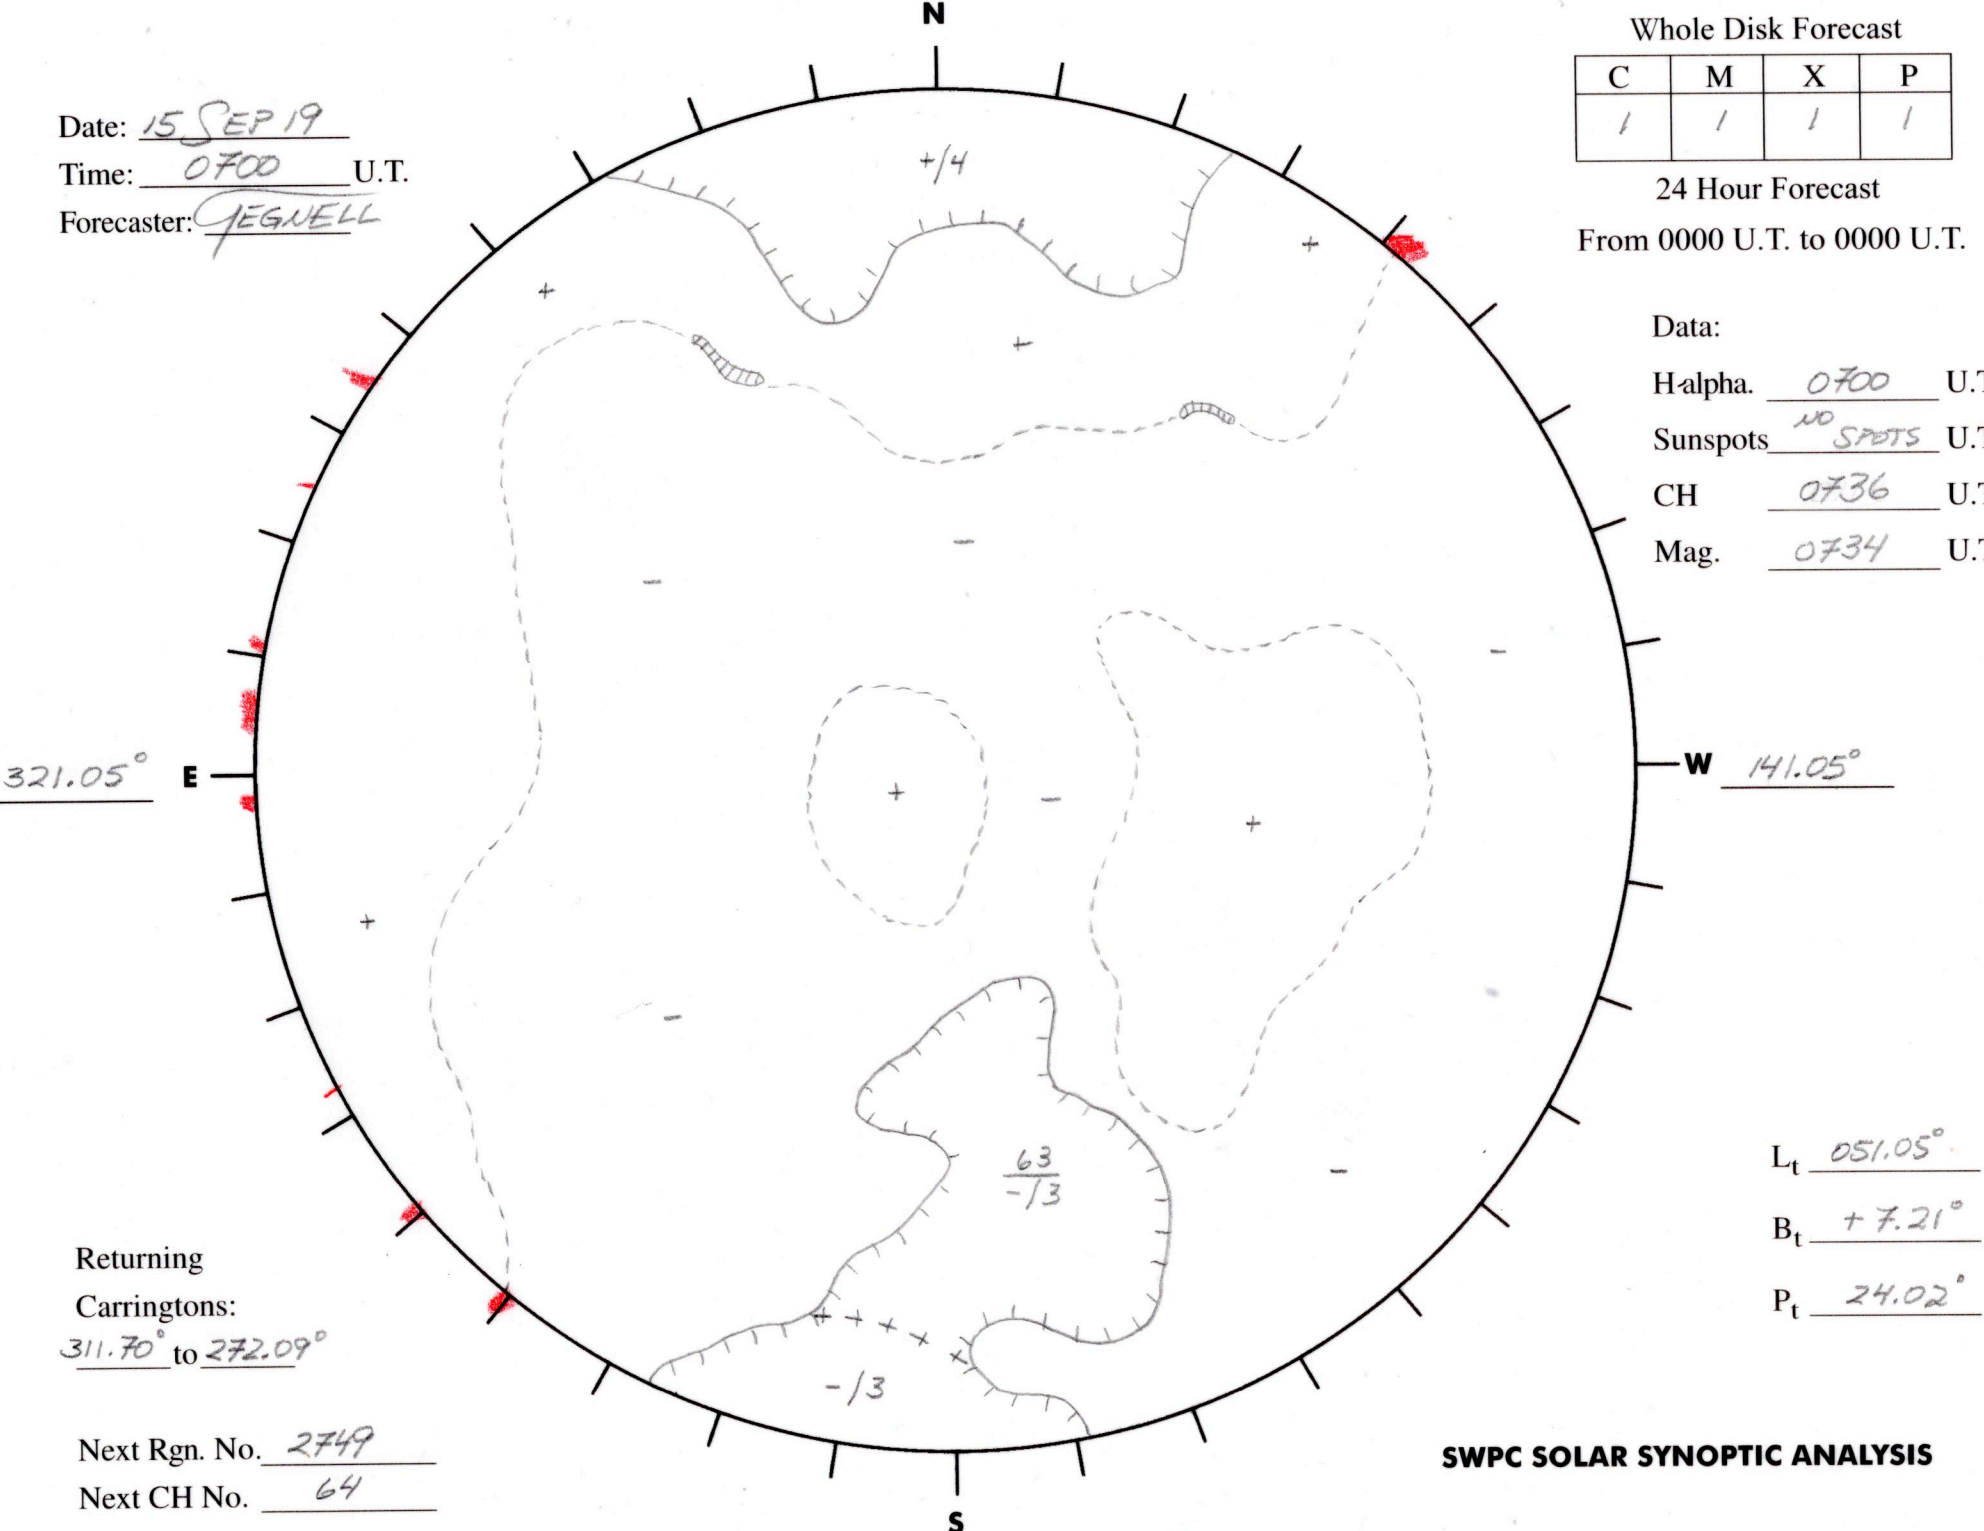 N
Whole Disk Forecast
C M X P
1 1 1 1
24 Hour Forecast
From 0000 U.T. to 0000 U.T.
Date: 15 SEP 19
Time: 0700 U.T.
Forecaster: GEGNELL
+/4
+
+
+
Data:
H-alpha. 0700 U.T
Sunspots NO SPOTS U.T
CH 0736 U.T
Mag. 0734 U.T
-
-
-
321.05° E
W 141.05°
+
-
+
+
-
63
-/3
-
Lt 051.05°
Bt +7.21°
Pt 24.02°
Returning
Carringtons:
311.70° to 272.09°
+ + + + x
-/3
Next Rgn. No. 2749
Next CH No. 64
SWPC SOLAR SYNOPTIC ANALYSIS
S